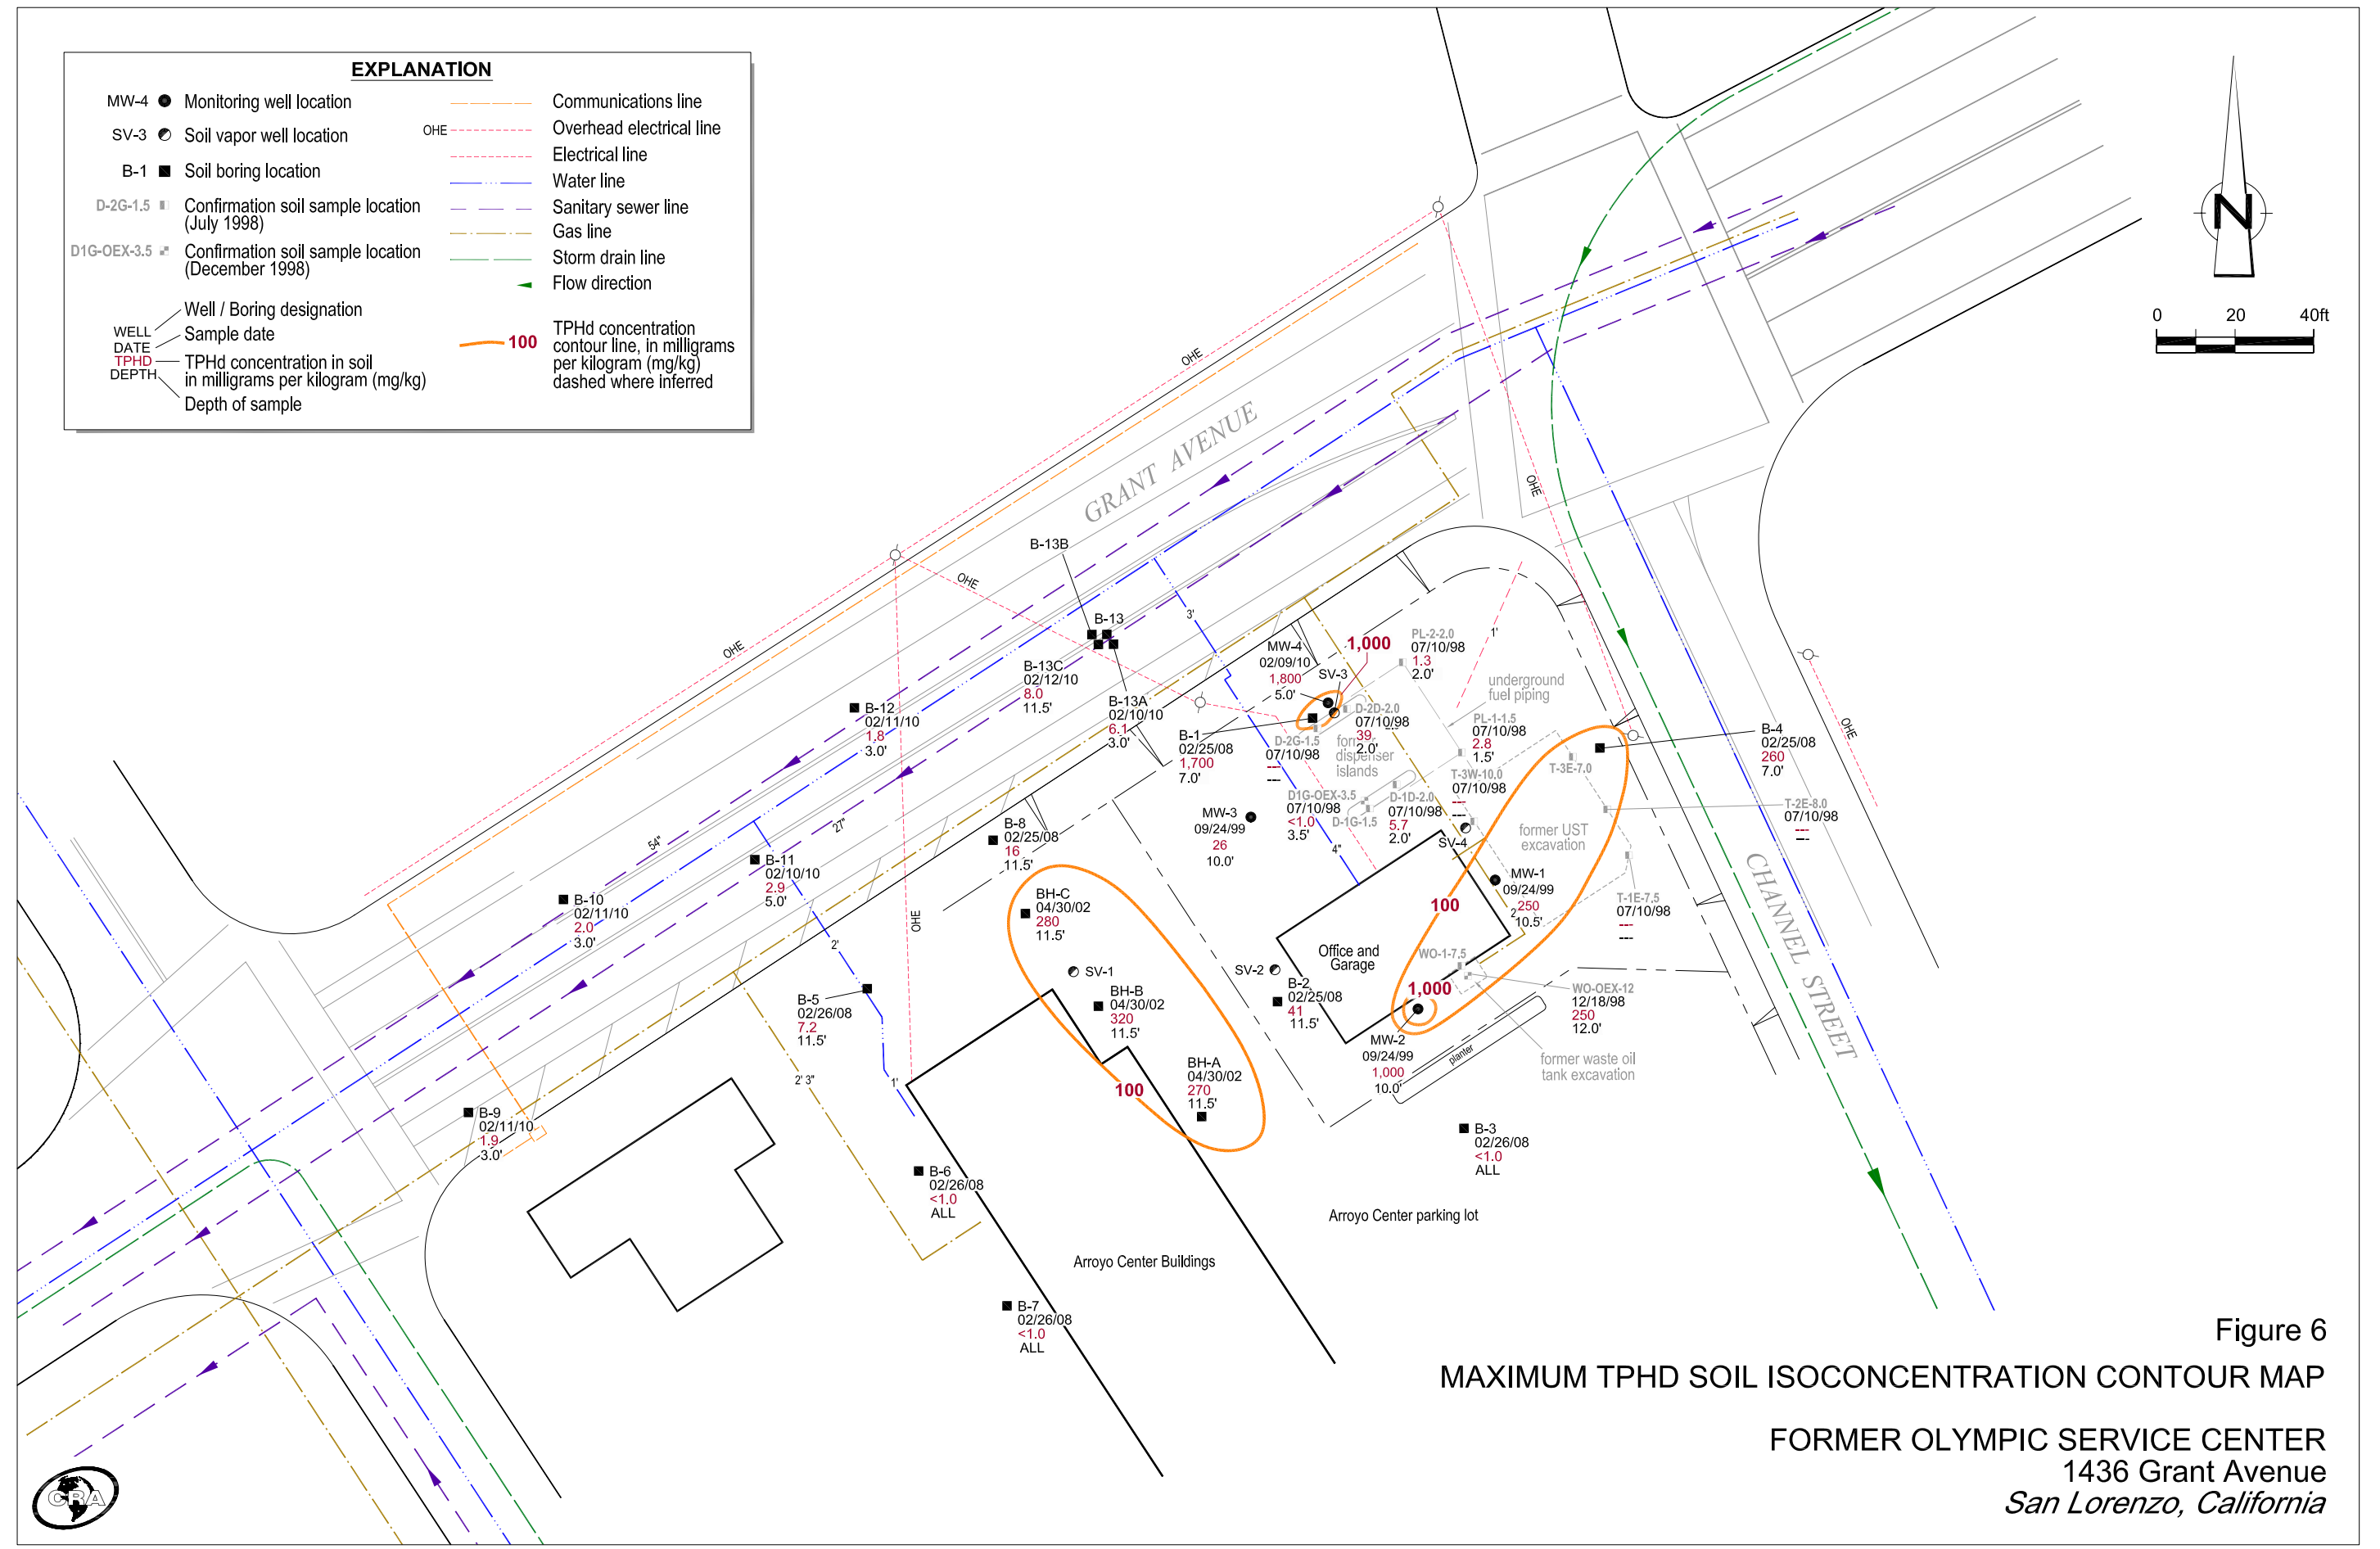 EXPLANATION
MW-4 Monitoring well location
SV-3 Soil vapor well location
B-1 Soil boring location
D-2G-1.5 Confirmation soil sample location
(July 1998)
D1G-OEX-3.5 Confirmation soil sample location
(December 1998)
Well / Boring designation
WELL
Sample date
DATE
TPHD
TPHd concentration in soil
in milligrams per kilogram (mg/kg)
DEPTH
Depth of sample
Communications line
OHE Overhead electrical line
Electrical line
Water line
Sanitary sewer line
Gas line
Storm drain line
Flow direction
100 TPHd concentration
contour line, in milligrams
per kilogram (mg/kg)
dashed where inferred
N
0 20 40ft
OHE
OHE
OHE
OHE
OHE
OHE
GRANT AVENUE
CHANNEL STREET
B-13B
B-13
B-13C
02/12/10
8.0
11.5'
B-13A
02/10/10
6.1
3.0'
B-12
02/11/10
1.8
3.0'
B-11
02/10/10
2.9
5.0'
B-10
02/11/10
2.0
3.0'
B-9
02/11/10
1.9
3.0'
B-8
02/25/08
16
11.5'
B-5
02/26/08
7.2
11.5'
B-6
02/26/08
<1.0
ALL
B-7
02/26/08
<1.0
ALL
54"
27"
2'
2' 3"
1'
3'
4"
1'
2"
MW-4
02/09/10
1,800
5.0'
1,000
SV-3
PL-2-2.0
07/10/98
1.3
2.0'
underground
fuel piping
D-2D-2.0
07/10/98
39
2.0'
PL-1-1.5
07/10/98
2.8
1.5'
B-1
02/25/08
1,700
7.0'
D-2G-1.5
07/10/98
---
---
former
dispenser
islands
T-3W-10.0
07/10/98
---
---
T-3E-7.0
B-4
02/25/08
260
7.0'
T-2E-8.0
07/10/98
---
---
D1G-OEX-3.5
07/10/98
<1.0
3.5'
D-1G-1.5
D-1D-2.0
07/10/98
5.7
2.0'
MW-3
09/24/99
26
10.0'
SV-4
former UST
excavation
MW-1
09/24/99
250
10.5'
T-1E-7.5
07/10/98
---
---
100
BH-C
04/30/02
280
11.5'
SV-1
BH-B
04/30/02
320
11.5'
BH-A
04/30/02
270
11.5'
100
SV-2
B-2
02/25/08
41
11.5'
Office and
Garage
WO-1-7.5
1,000
WO-OEX-12
12/18/98
250
12.0'
MW-2
09/24/99
1,000
10.0'
planter
former waste oil
tank excavation
B-3
02/26/08
<1.0
ALL
Arroyo Center parking lot
Arroyo Center Buildings
CRA
Figure 6
MAXIMUM TPHD SOIL ISOCONCENTRATION CONTOUR MAP
FORMER OLYMPIC SERVICE CENTER
1436 Grant Avenue
San Lorenzo, California